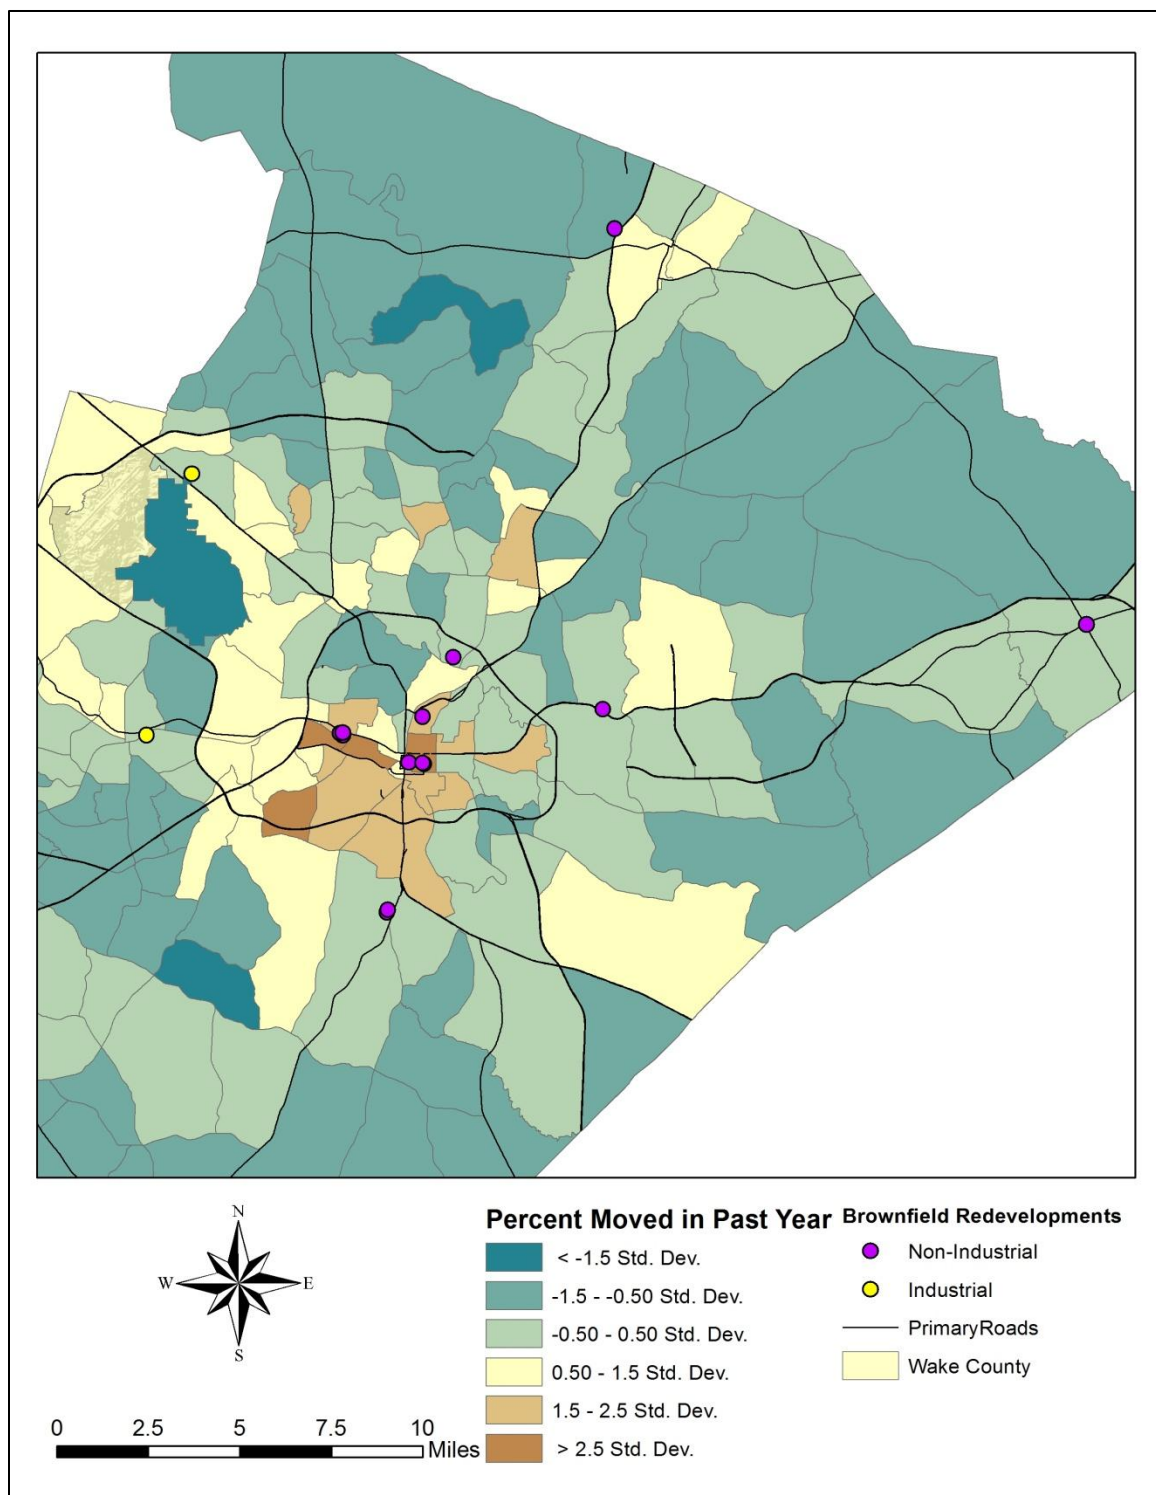 N
W E
S
0 2.5 5 7.5 10
Miles
Percent Moved in Past Year
< -1.5 Std. Dev.
-1.5 - -0.50 Std. Dev.
-0.50 - 0.50 Std. Dev.
0.50 - 1.5 Std. Dev.
1.5 - 2.5 Std. Dev.
> 2.5 Std. Dev.
Brownfield Redevelopments
Non-Industrial
Industrial
PrimaryRoads
Wake County